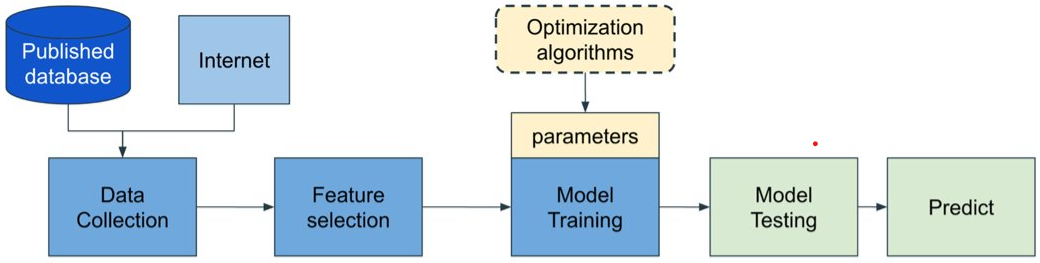 Published
database
Internet
Optimization
algorithms
parameters
Data
Collection
Feature
selection
Model
Training
Model
Testing
Predict